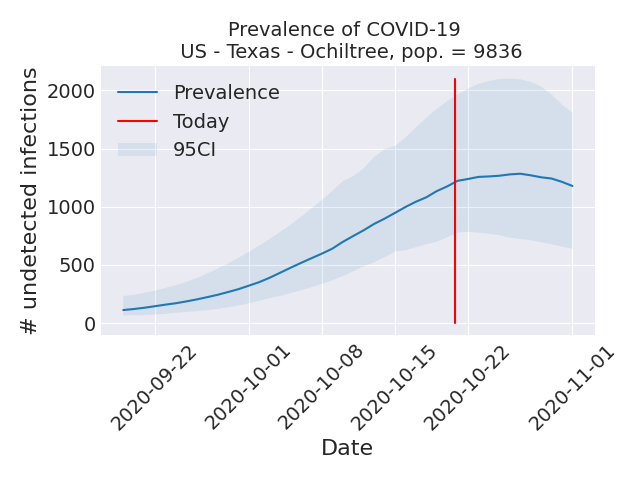 Prevalence of COVID-19
US - Texas - Ochiltree, pop. = 9836
# undetected infections
2000
1500
1000
500
0
Prevalence
Today
95CI
2020-09-22
2020-10-01
2020-10-08
2020-10-15
2020-10-22
2020-11-01
Date